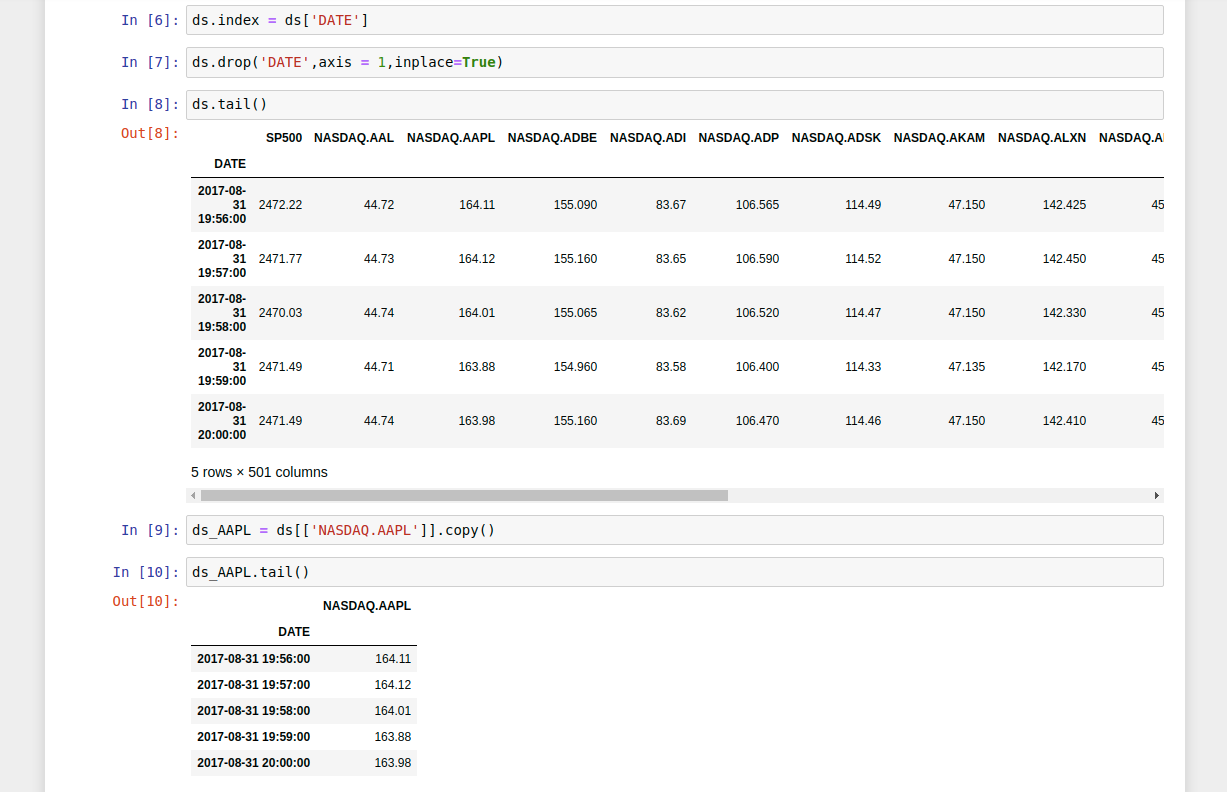 In [6]: ds.index = ds['DATE']
In [7]: ds.drop('DATE',axis = 1,inplace=True)
In [8]: ds.tail()
Out[8]:
SP500 NASDAQ.AAL NASDAQ.AAPL NASDAQ.ADBE NASDAQ.ADI NASDAQ.ADP NASDAQ.ADSK NASDAQ.AKAM NASDAQ.ALXN NASDAQ.A
DATE
2017-08-
31 2472.22 44.72 164.11 155.090 83.67 106.565 114.49 47.150 142.425 45
19:56:00
2017-08-
31 2471.77 44.73 164.12 155.160 83.65 106.590 114.52 47.150 142.450 45
19:57:00
2017-08-
31 2470.03 44.74 164.01 155.065 83.62 106.520 114.47 47.150 142.330 45
19:58:00
2017-08-
31 2471.49 44.71 163.88 154.960 83.58 106.400 114.33 47.135 142.170 45
19:59:00
2017-08-
31 2471.49 44.74 163.98 155.160 83.69 106.470 114.46 47.150 142.410 45
20:00:00
5 rows × 501 columns
In [9]: ds_AAPL = ds[['NASDAQ.AAPL']].copy()
In [10]: ds_AAPL.tail()
Out[10]:
NASDAQ.AAPL
DATE
2017-08-31 19:56:00 164.11
2017-08-31 19:57:00 164.12
2017-08-31 19:58:00 164.01
2017-08-31 19:59:00 163.88
2017-08-31 20:00:00 163.98